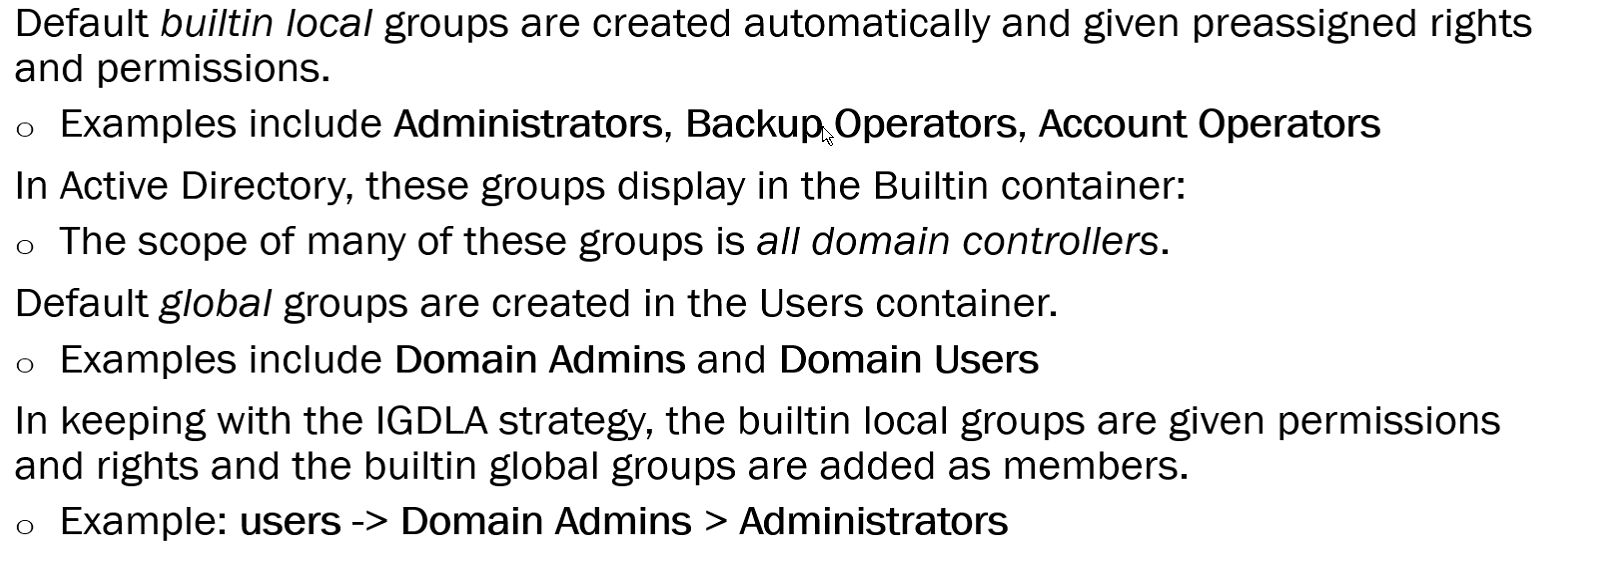 Default builtin local groups are created automatically and given preassigned rights
and permissions.
o Examples include Administrators, Backup Operators, Account Operators
In Active Directory, these groups display in the Builtin container:
o The scope of many of these groups is all domain controllers.
Default global groups are created in the Users container.
o Examples include Domain Admins and Domain Users
In keeping with the IGDLA strategy, the builtin local groups are given permissions
and rights and the builtin global groups are added as members.
o Example: users -> Domain Admins > Administrators